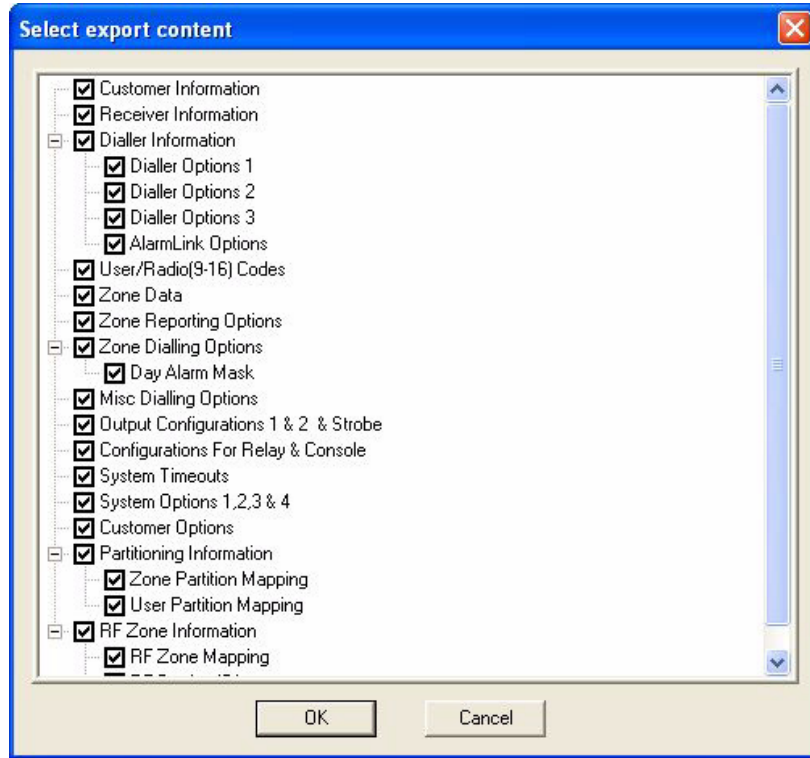 Select export content
Customer Information
Receiver Information
Dialler Information
Dialler Options 1
Dialler Options 2
Dialler Options 3
AlarmLink Options
User/Radio(9-16) Codes
Zone Data
Zone Reporting Options
Zone Dialling Options
Day Alarm Mask
Misc Dialling Options
Output Configurations 1 & 2 & Strobe
Configurations For Relay & Console
System Timeouts
System Options 1,2,3 & 4
Customer Options
Partitioning Information
Zone Partition Mapping
User Partition Mapping
RF Zone Information
RF Zone Mapping
OK Cancel